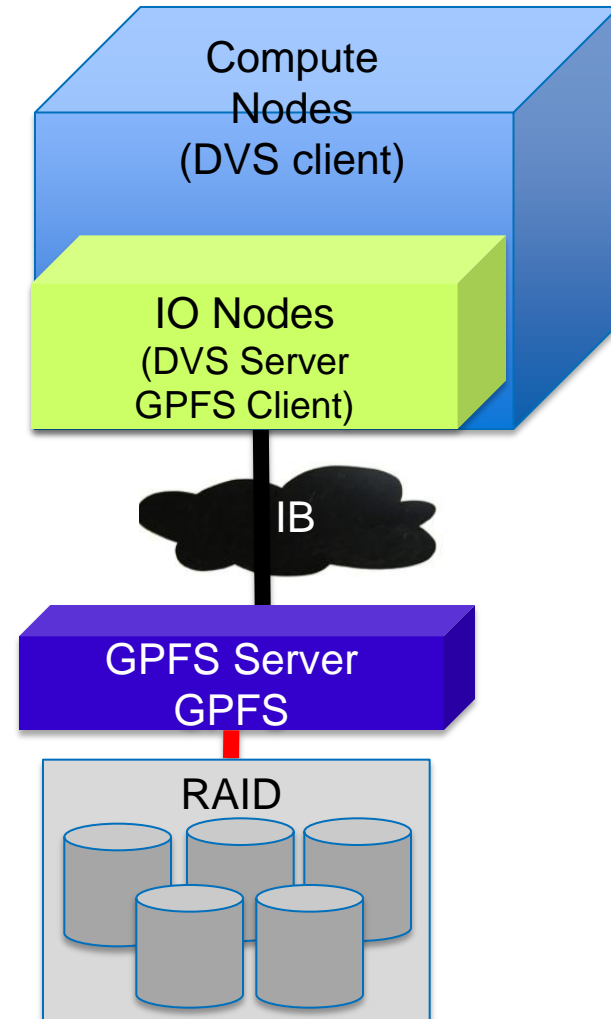 Compute
Nodes
(DVS client)
IO Nodes
(DVS Server
GPFS Client)
IB
GPFS Server
GPFS
RAID